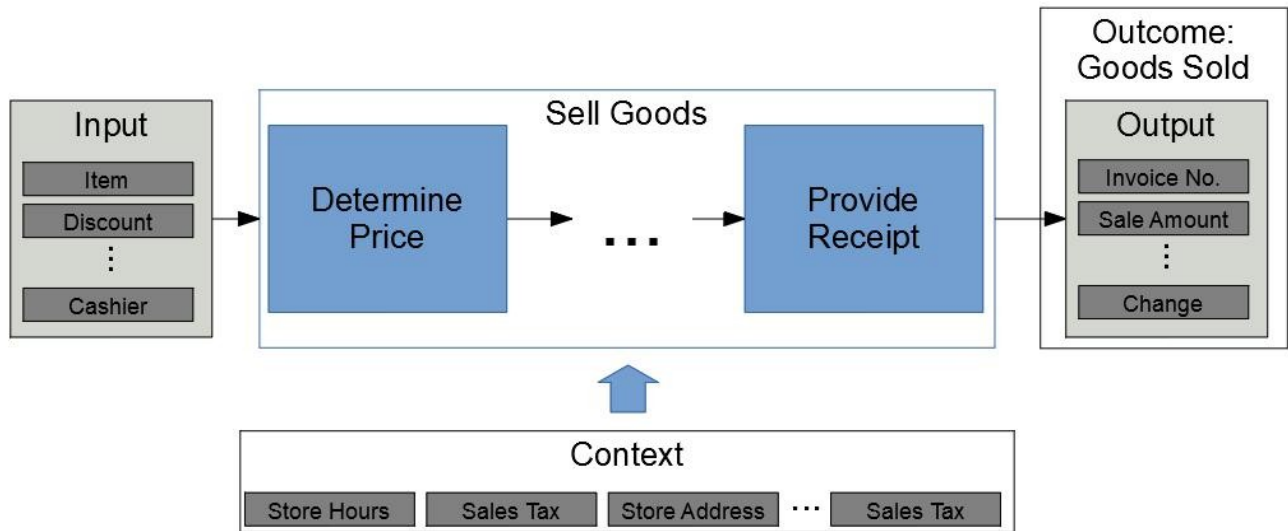 Input
Item
Discount
⋮
Cashier
Sell Goods
Determine
Price
...
Provide
Receipt
Outcome:
Goods Sold
Output
Invoice No.
Sale Amount
⋮
Change
Context
Store Hours
Sales Tax
Store Address
...
Sales Tax